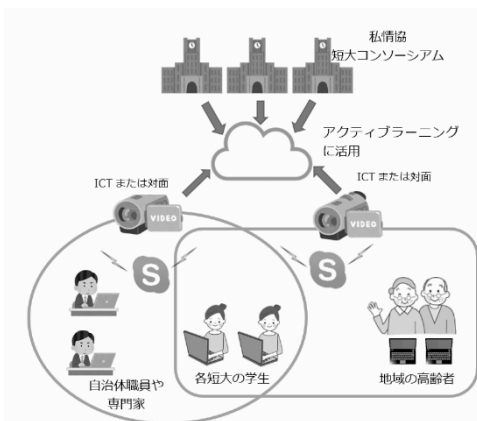 私情協
短大コンソーシアム
アクティブラーニング
に活用
ICT または対面
ICT または対面
VIDEO
VIDEO
S
S
自治体職員や
専門家
各短大の学生
地域の高齢者